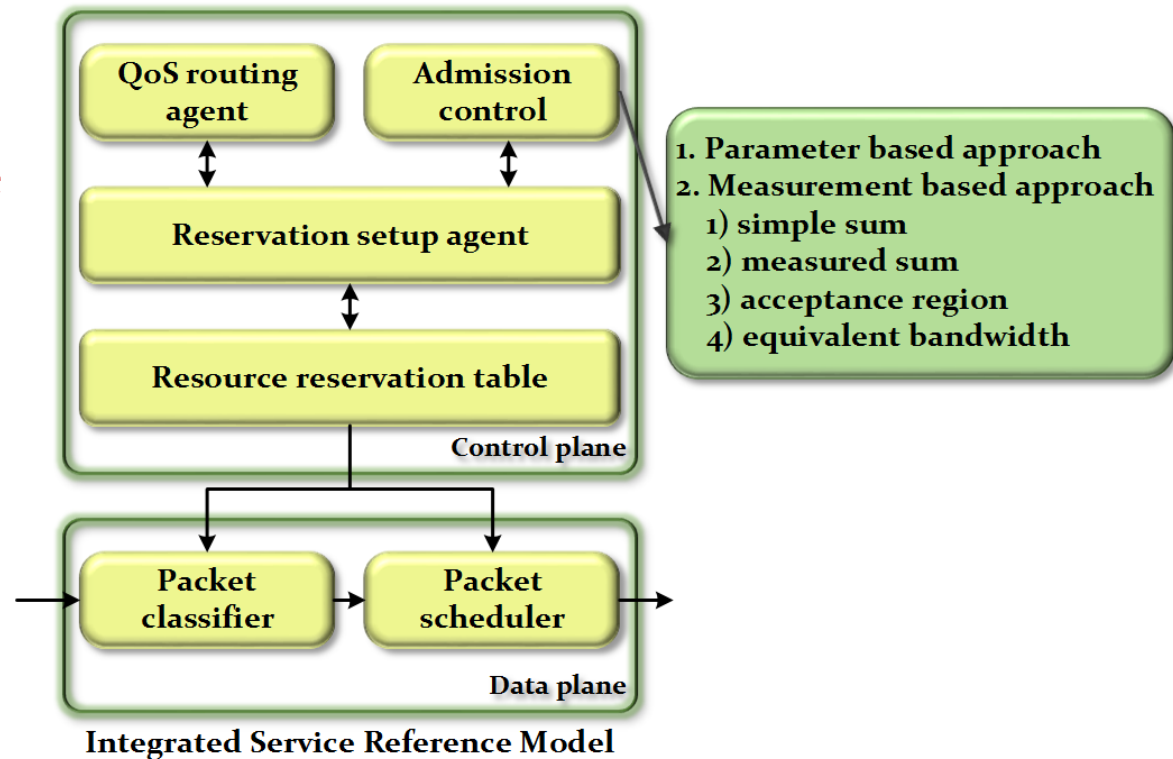 QoS routing
agent
Admission
control
Reservation setup agent
Resource reservation table
Control plane
1. Parameter based approach
2. Measurement based approach
1) simple sum
2) measured sum
3) acceptance region
4) equivalent bandwidth
Packet
classifier
Packet
scheduler
Data plane
Integrated Service Reference Model